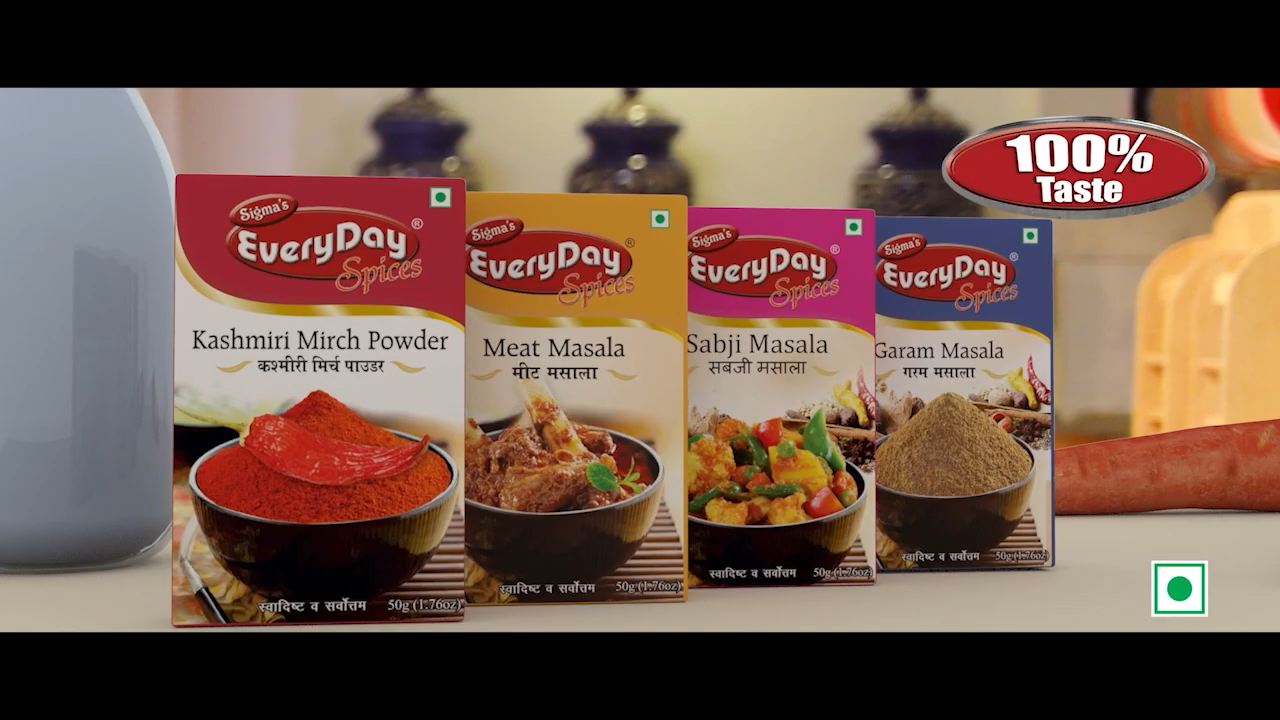 100%
Taste
Sigma's
EveryDay®
Spices
Kashmiri Mirch Powder
कश्मीरी मिर्च पाउडर
स्वादिष्ट व सर्वोत्तम 50g (1.76oz)
Sigma's
EveryDay®
Spices
Meat Masala
मीट मसाला
स्वादिष्ट व सर्वोत्तम 50g (1.76oz)
Sigma's
EveryDay®
Spices
Sabji Masala
सबजी मसाला
स्वादिष्ट व सर्वोत्तम 50g (1.76oz)
Sigma's
EveryDay®
Spices
Garam Masala
गरम मसाला
स्वादिष्ट व सर्वोत्तम 50g (1.76oz)